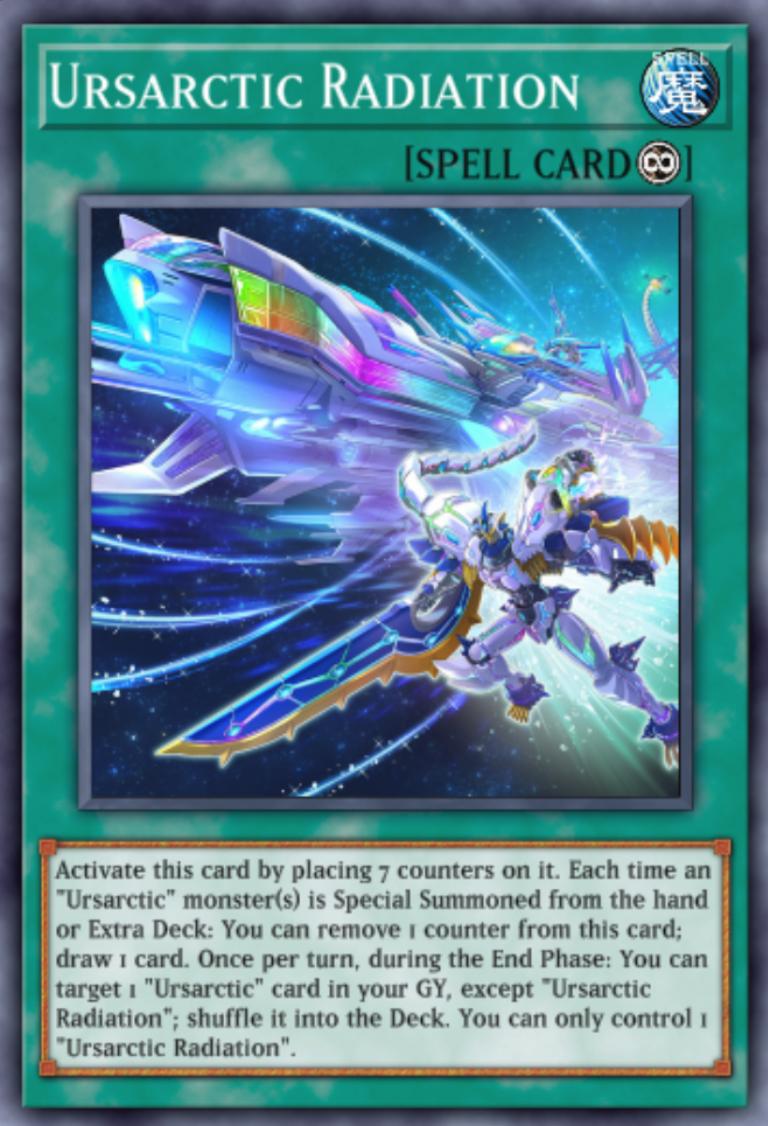 Ursarctic Radiation
SPELL
魔
[SPELL CARD]
Activate this card by placing 7 counters on it. Each time an
"Ursarctic" monster(s) is Special Summoned from the hand
or Extra Deck: You can remove 1 counter from this card;
draw 1 card. Once per turn, during the End Phase: You can
target 1 "Ursarctic" card in your GY, except "Ursarctic
Radiation"; shuffle it into the Deck. You can only control 1
"Ursarctic Radiation".